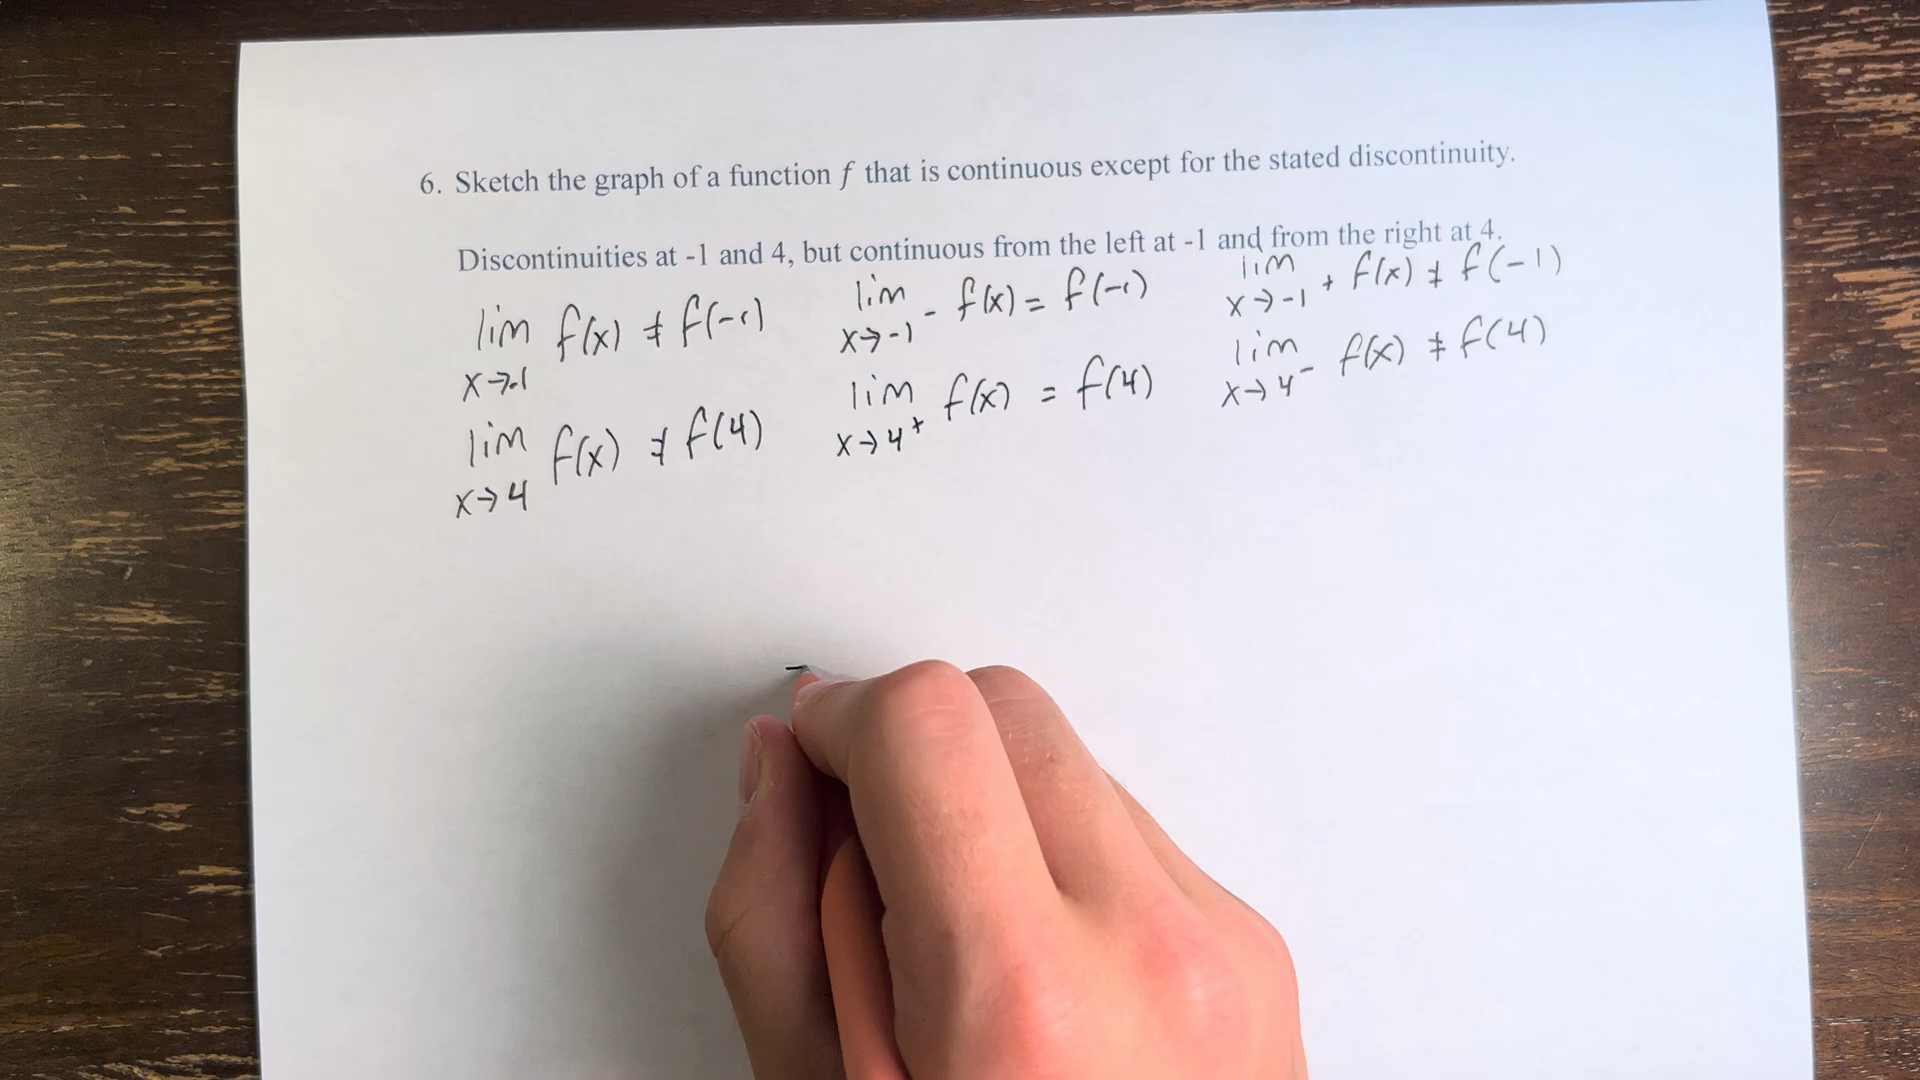 6. Sketch the graph of a function f that is continuous except for the stated discontinuity.
Discontinuities at -1 and 4, but continuous from the left at -1 and from the right at 4.
lim x→-1 f(x) ≠ f(-1)
lim x→-1⁻ f(x) = f(-1)
lim x→-1⁺ f(x) ≠ f(-1)
lim x→4 f(x) ≠ f(4)
lim x→4⁺ f(x) = f(4)
lim x→4⁻ f(x) ≠ f(4)